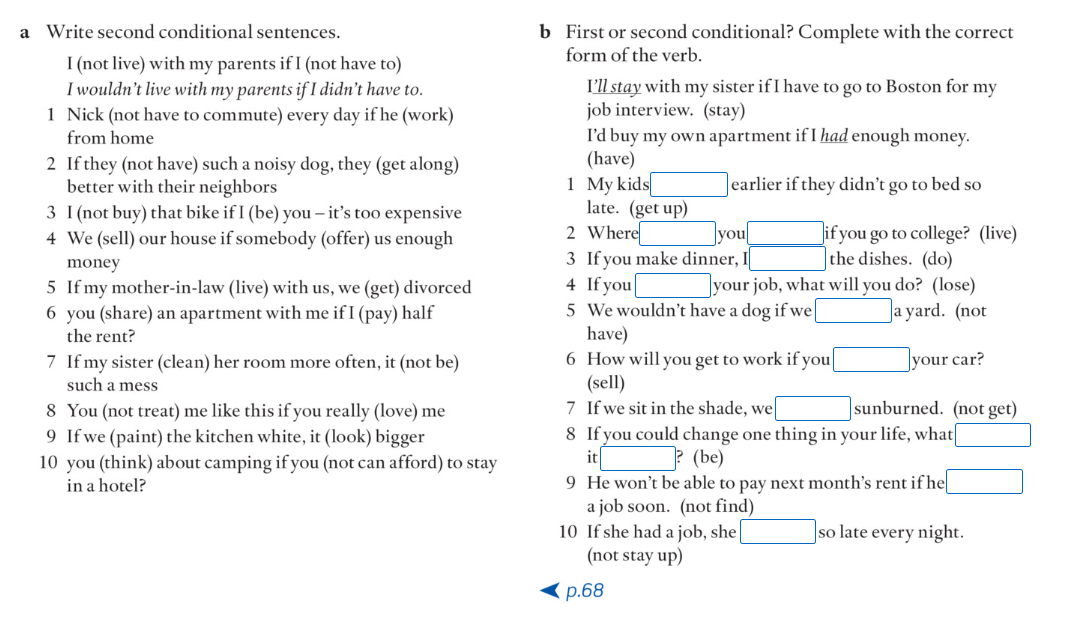 a Write second conditional sentences.
I (not live) with my parents if I (not have to)
I wouldn't live with my parents if I didn't have to.
1 Nick (not have to commute) every day if he (work)
from home
2 If they (not have) such a noisy dog, they (get along)
better with their neighbors
3 I (not buy) that bike if I (be) you – it's too expensive
4 We (sell) our house if somebody (offer) us enough
money
5 If my mother-in-law (live) with us, we (get) divorced
6 you (share) an apartment with me if I (pay) half
the rent?
7 If my sister (clean) her room more often, it (not be)
such a mess
8 You (not treat) me like this if you really (love) me
9 If we (paint) the kitchen white, it (look) bigger
10 you (think) about camping if you (not can afford) to stay
in a hotel?
b First or second conditional? Complete with the correct
form of the verb.
I'll stay with my sister if I have to go to Boston for my
job interview. (stay)
I'd buy my own apartment if I had enough money.
(have)
1 My kids earlier if they didn't go to bed so
late. (get up)
2 Where you if you go to college? (live)
3 If you make dinner, I the dishes. (do)
4 If you your job, what will you do? (lose)
5 We wouldn't have a dog if we a yard. (not
have)
6 How will you get to work if you your car?
(sell)
7 If we sit in the shade, we sunburned. (not get)
8 If you could change one thing in your life, what
it ? (be)
9 He won't be able to pay next month's rent if he
a job soon. (not find)
10 If she had a job, she so late every night.
(not stay up)
p.68